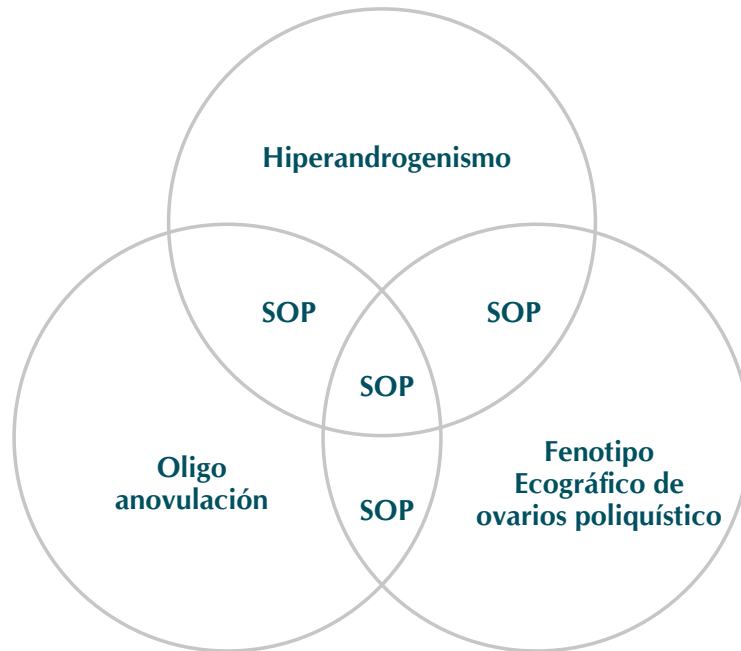 Hiperandrogenismo
SOP
SOP
SOP
Oligo
anovulación
SOP
Fenotipo
Ecográfico de
ovarios poliquístico